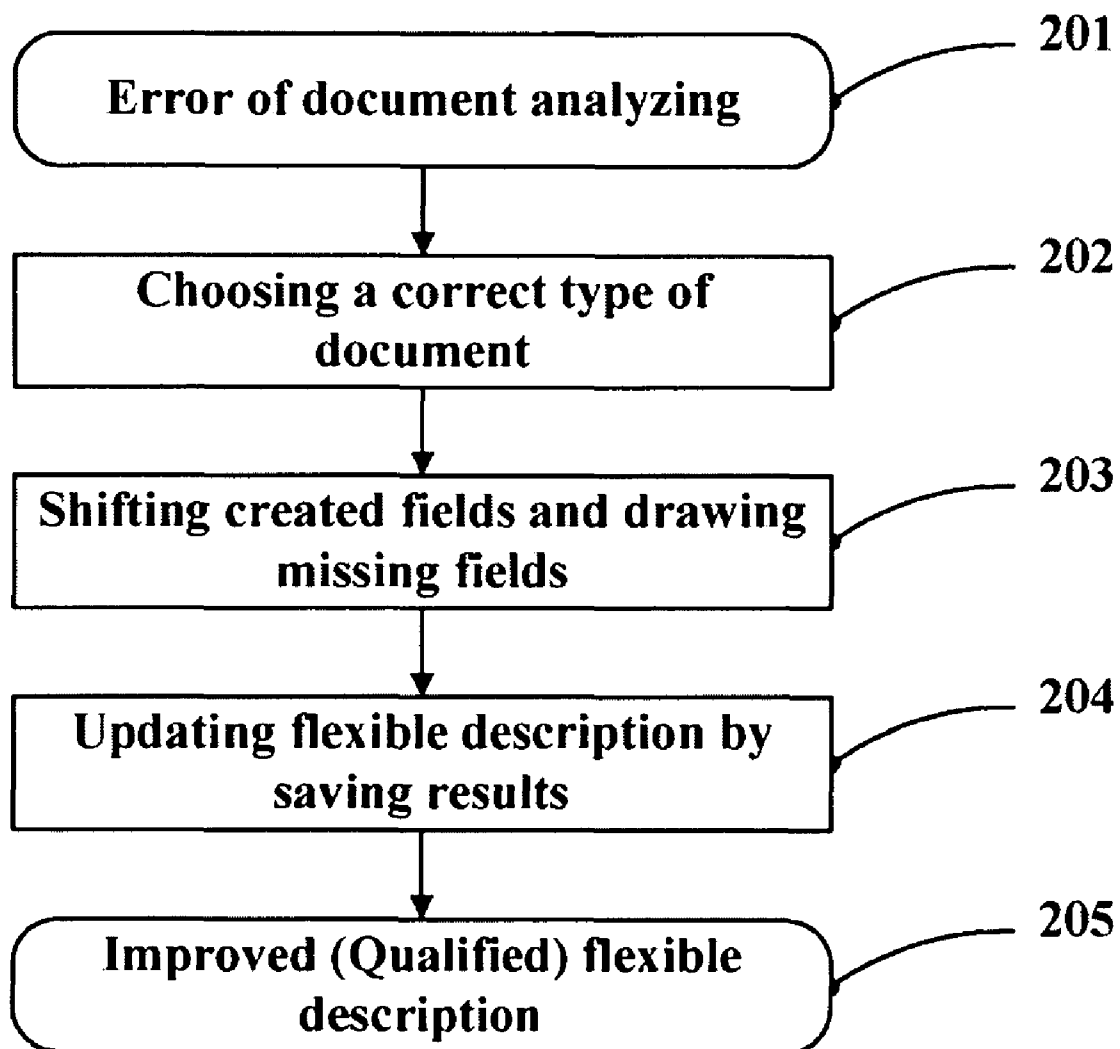 201
Error of document analyzing
202
Choosing a correct type of
document
203
Shifting created fields and drawing
missing fields
204
Updating flexible description by
saving results
205
Improved (Qualified) flexible
description